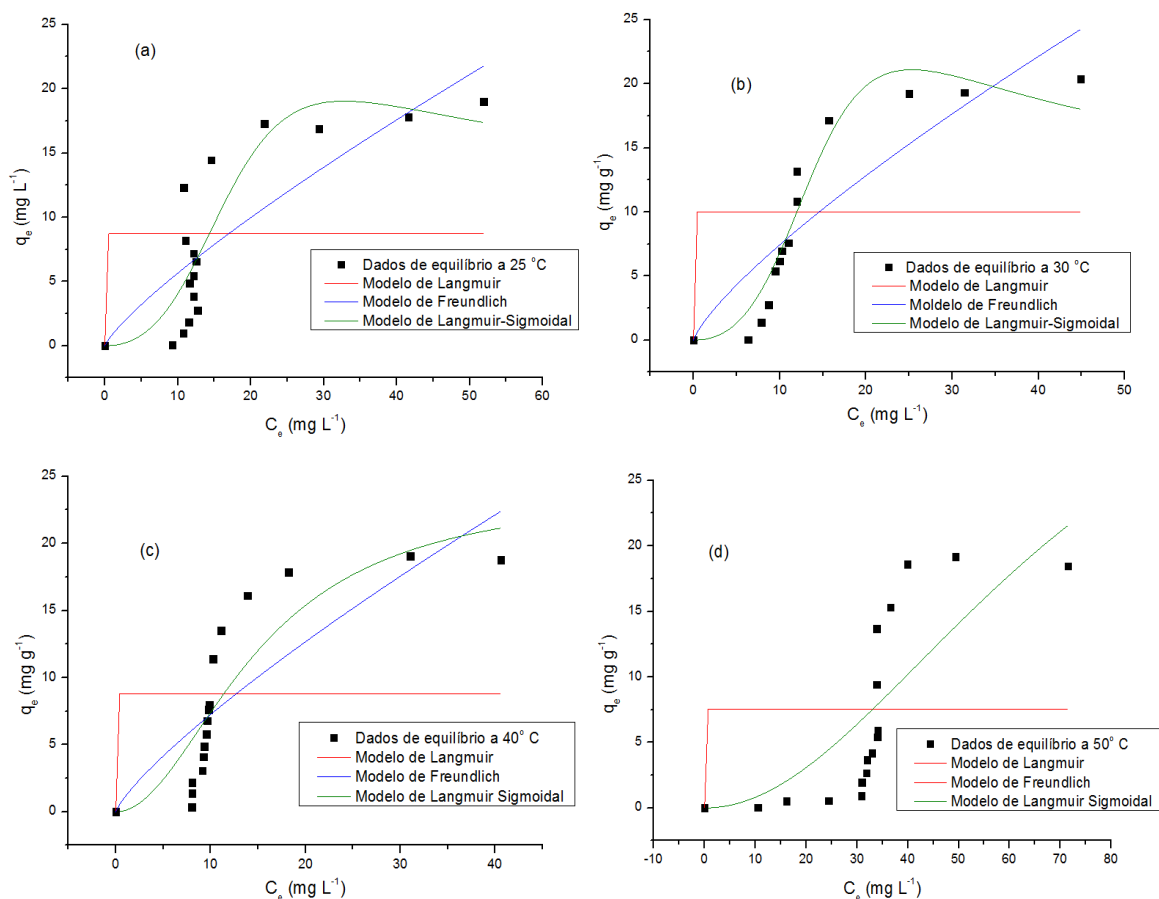 (a)
25
20
15
10
5
0
q_e (mg L⁻¹)
Dados de equilíbrio a 25 °C
Modelo de Langmuir
Modelo de Freundlich
Modelo de Langmuir-Sigmoidal
0 10 20 30 40 50 60
C_e (mg L⁻¹)
(b)
25
20
15
10
5
0
q_e (mg g⁻¹)
Dados de equilíbrio a 30 °C
Modelo de Langmuir
Moldelo de Freundlich
Modelo de Langmuir-Sigmoidal
0 10 20 30 40 50
C_e (mg L⁻¹)
(c)
25
20
15
10
5
0
q_e (mg g⁻¹)
Dados de equilíbrio a 40° C
Modelo de Langmuir
Modelo de Freundlich
Modelo de Langmuir Sigmoidal
0 10 20 30 40
C_e (mg L⁻¹)
(d)
25
20
15
10
5
0
q_e (mg g⁻¹)
Dados de equilíbrio a 50° C
Modelo de Langmuir
Modelo de Freundlich
Modelo de Langmuir Sigmoidal
-10 0 10 20 30 40 50 60 70 80
C_e (mg L⁻¹)